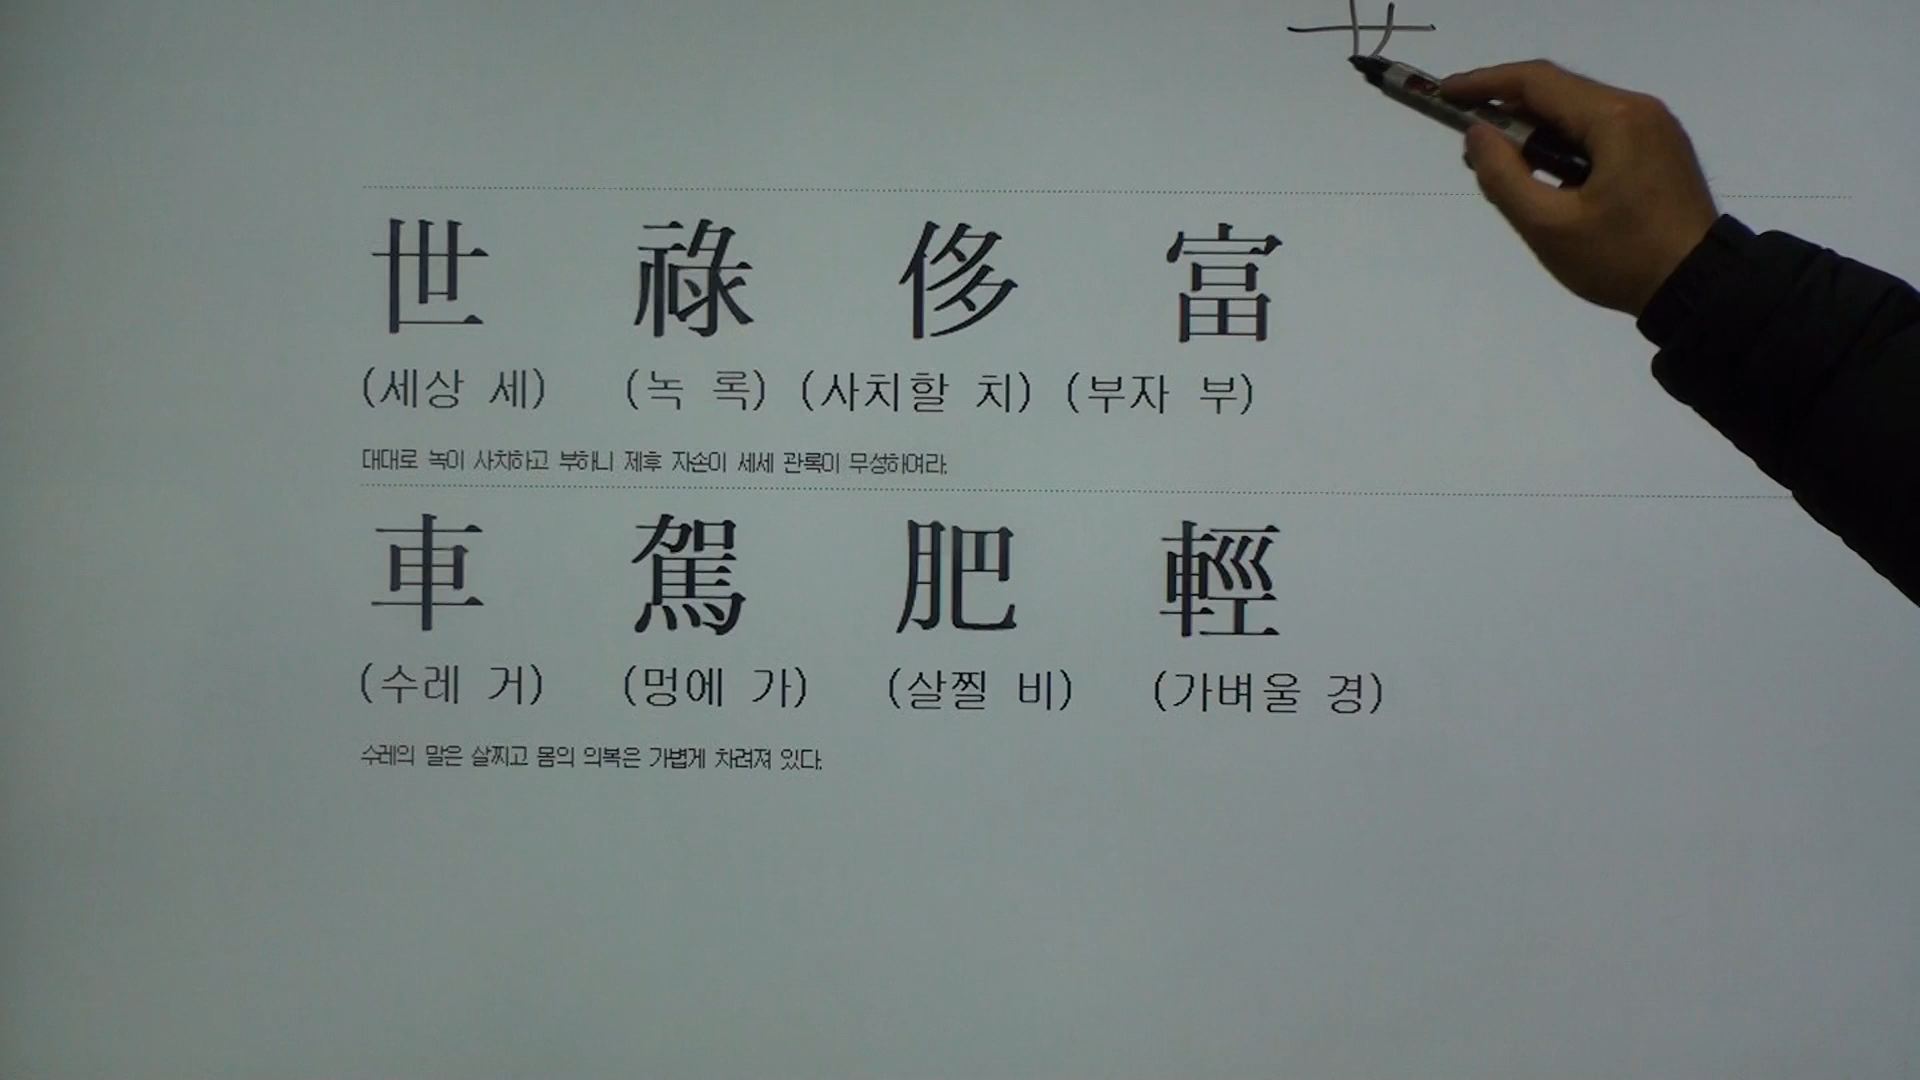 世 祿 侈 富
(세상 세) (녹 록) (사치할 치) (부자 부)
대대로 녹이 사치하고 부하니 제후 자손이 세세 관록이 무성하여라.
車 駕 肥 輕
(수레 거) (멍에 가) (살찔 비) (가벼울 경)
수레의 말은 살찌고 몸의 의복은 가볍게 차려져 있다.